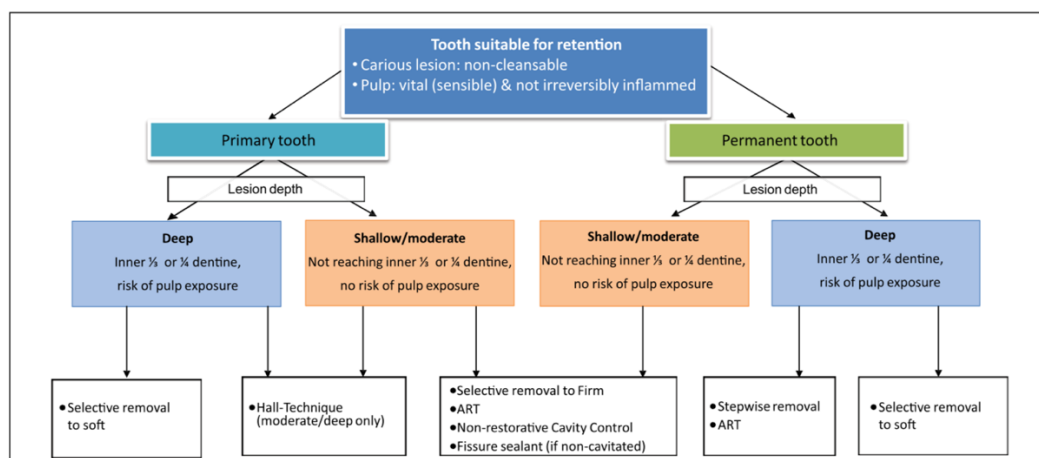 Tooth suitable for retention
• Carious lesion: non-cleansable
• Pulp: vital (sensible) & not irreversibly inflammed
Primary tooth
Permanent tooth
Lesion depth
Lesion depth
Deep
Inner ⅓ or ¼ dentine,
risk of pulp exposure
Shallow/moderate
Not reaching inner ⅓ or ¼ dentine,
no risk of pulp exposure
Shallow/moderate
Not reaching inner ⅓ or ¼ dentine,
no risk of pulp exposure
Deep
Inner ⅓ or ¼ dentine,
risk of pulp exposure
●Selective removal
to soft
●Hall-Technique
(moderate/deep only)
●Selective removal to Firm
●ART
●Non-restorative Cavity Control
●Fissure sealant (if non-cavitated)
●Stepwise removal
●ART
●Selective removal
to soft